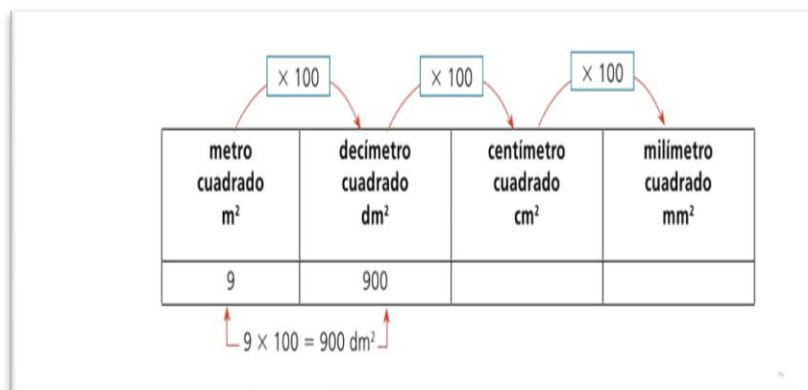 × 100 × 100 × 100
metro decímetro centímetro milímetro
cuadrado cuadrado cuadrado cuadrado
m² dm² cm² mm²
9 900
9 × 100 = 900 dm²